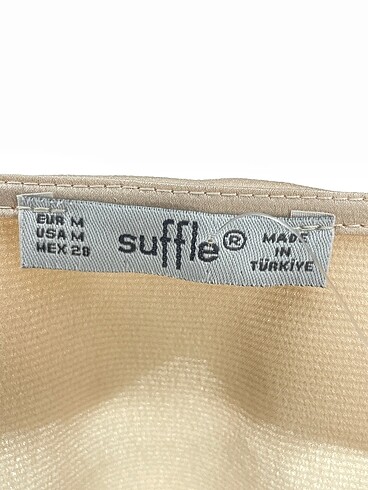 EUR M
USA M
MEX 28
suffle®
MADE
IN
TÜRKİYE